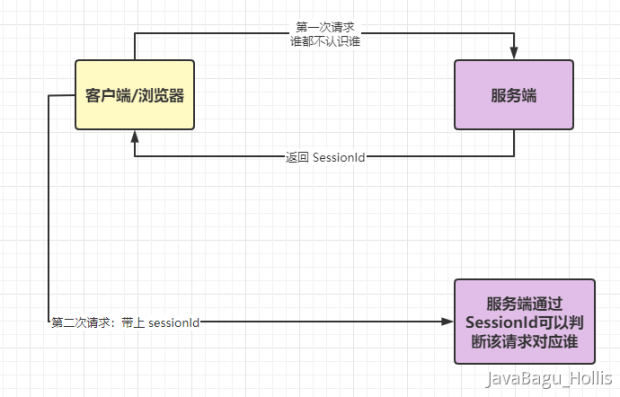 第一次请求
谁都不认识谁
客户端/浏览器
服务端
返回 SessionId
第二次请求：带上 sessionId
服务端通过
SessionId可以判
断该请求对应谁
JavaBagu_Hollis